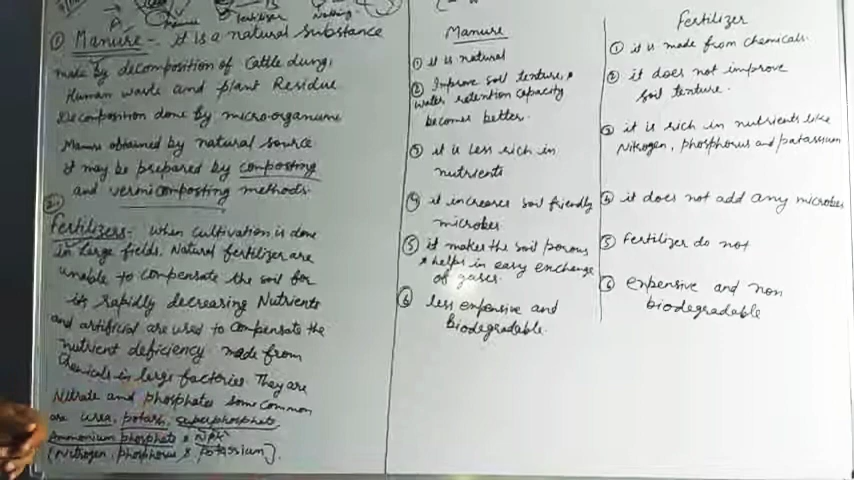 Fertilizer
① Manure-. it is a natural substance
made by decomposition of Cattle dung,
Human waste and plant Residue
Decomposition done by micro-organism
Manure obtained by natural source.
it may be prepared by composting
and vermicomposting methods.
②
Fertilizers- When cultivation is done
in large fields. Natural fertilizer are
unable to compensate the soil for
its rapidly decreasing Nutrients
and artificial are used to compensate the
nutrient deficiency made from
chemicals in large factories. They are
Nitrate and phosphates some common
are urea, potash, superphosphate
Ammonium phosphate & NPK
[Nitrogen, phosphorus & potassium].
Manure
① it is natural
② Improve soil tenture, &
water retention capacity
becomes better.
③ it is less rich in
nutrients
④ it increases soil friendly
microbes
⑤ it makes the soil porous
& helps in easy exchange
of gases.
⑥ less expensive and
biodegradable.
Fertilizer
① it is made from chemicals.
② it does not improve
soil tenture.
③ it is rich in nutrients like
Nitrogen, phosphorus and patassium
④ it does not add any microbes
⑤ Fertilizer do not
⑥ expensive and non
biodegradable